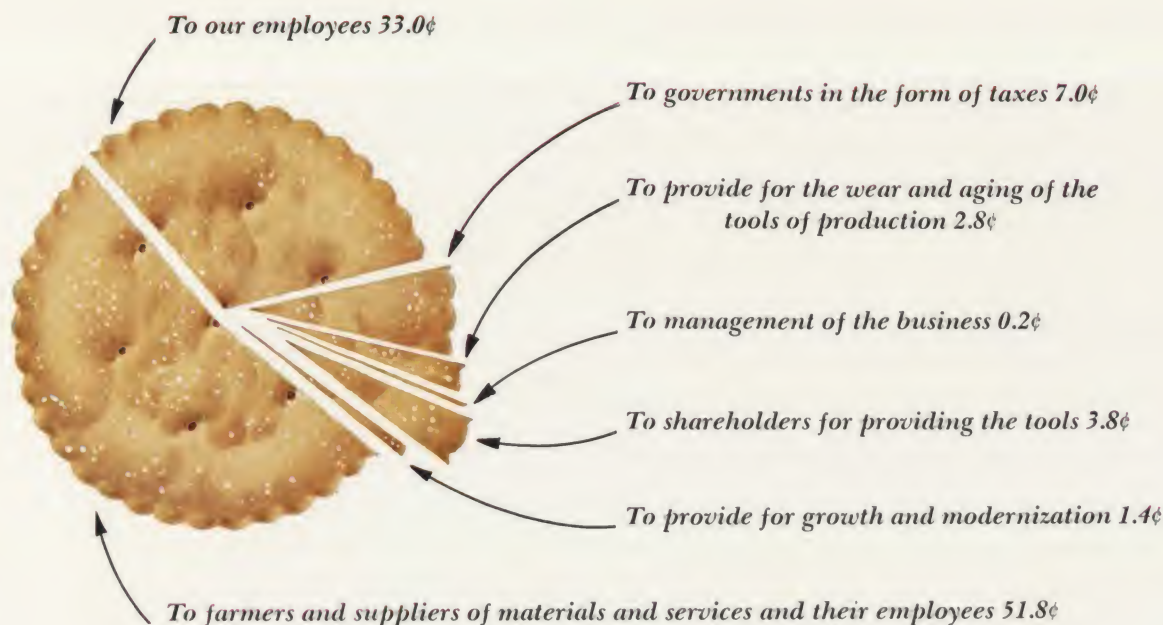 To our employees 33.0¢
To governments in the form of taxes 7.0¢
To provide for the wear and aging of the
tools of production 2.8¢
To management of the business 0.2¢
To shareholders for providing the tools 3.8¢
To provide for growth and modernization 1.4¢
To farmers and suppliers of materials and services and their employees 51.8¢